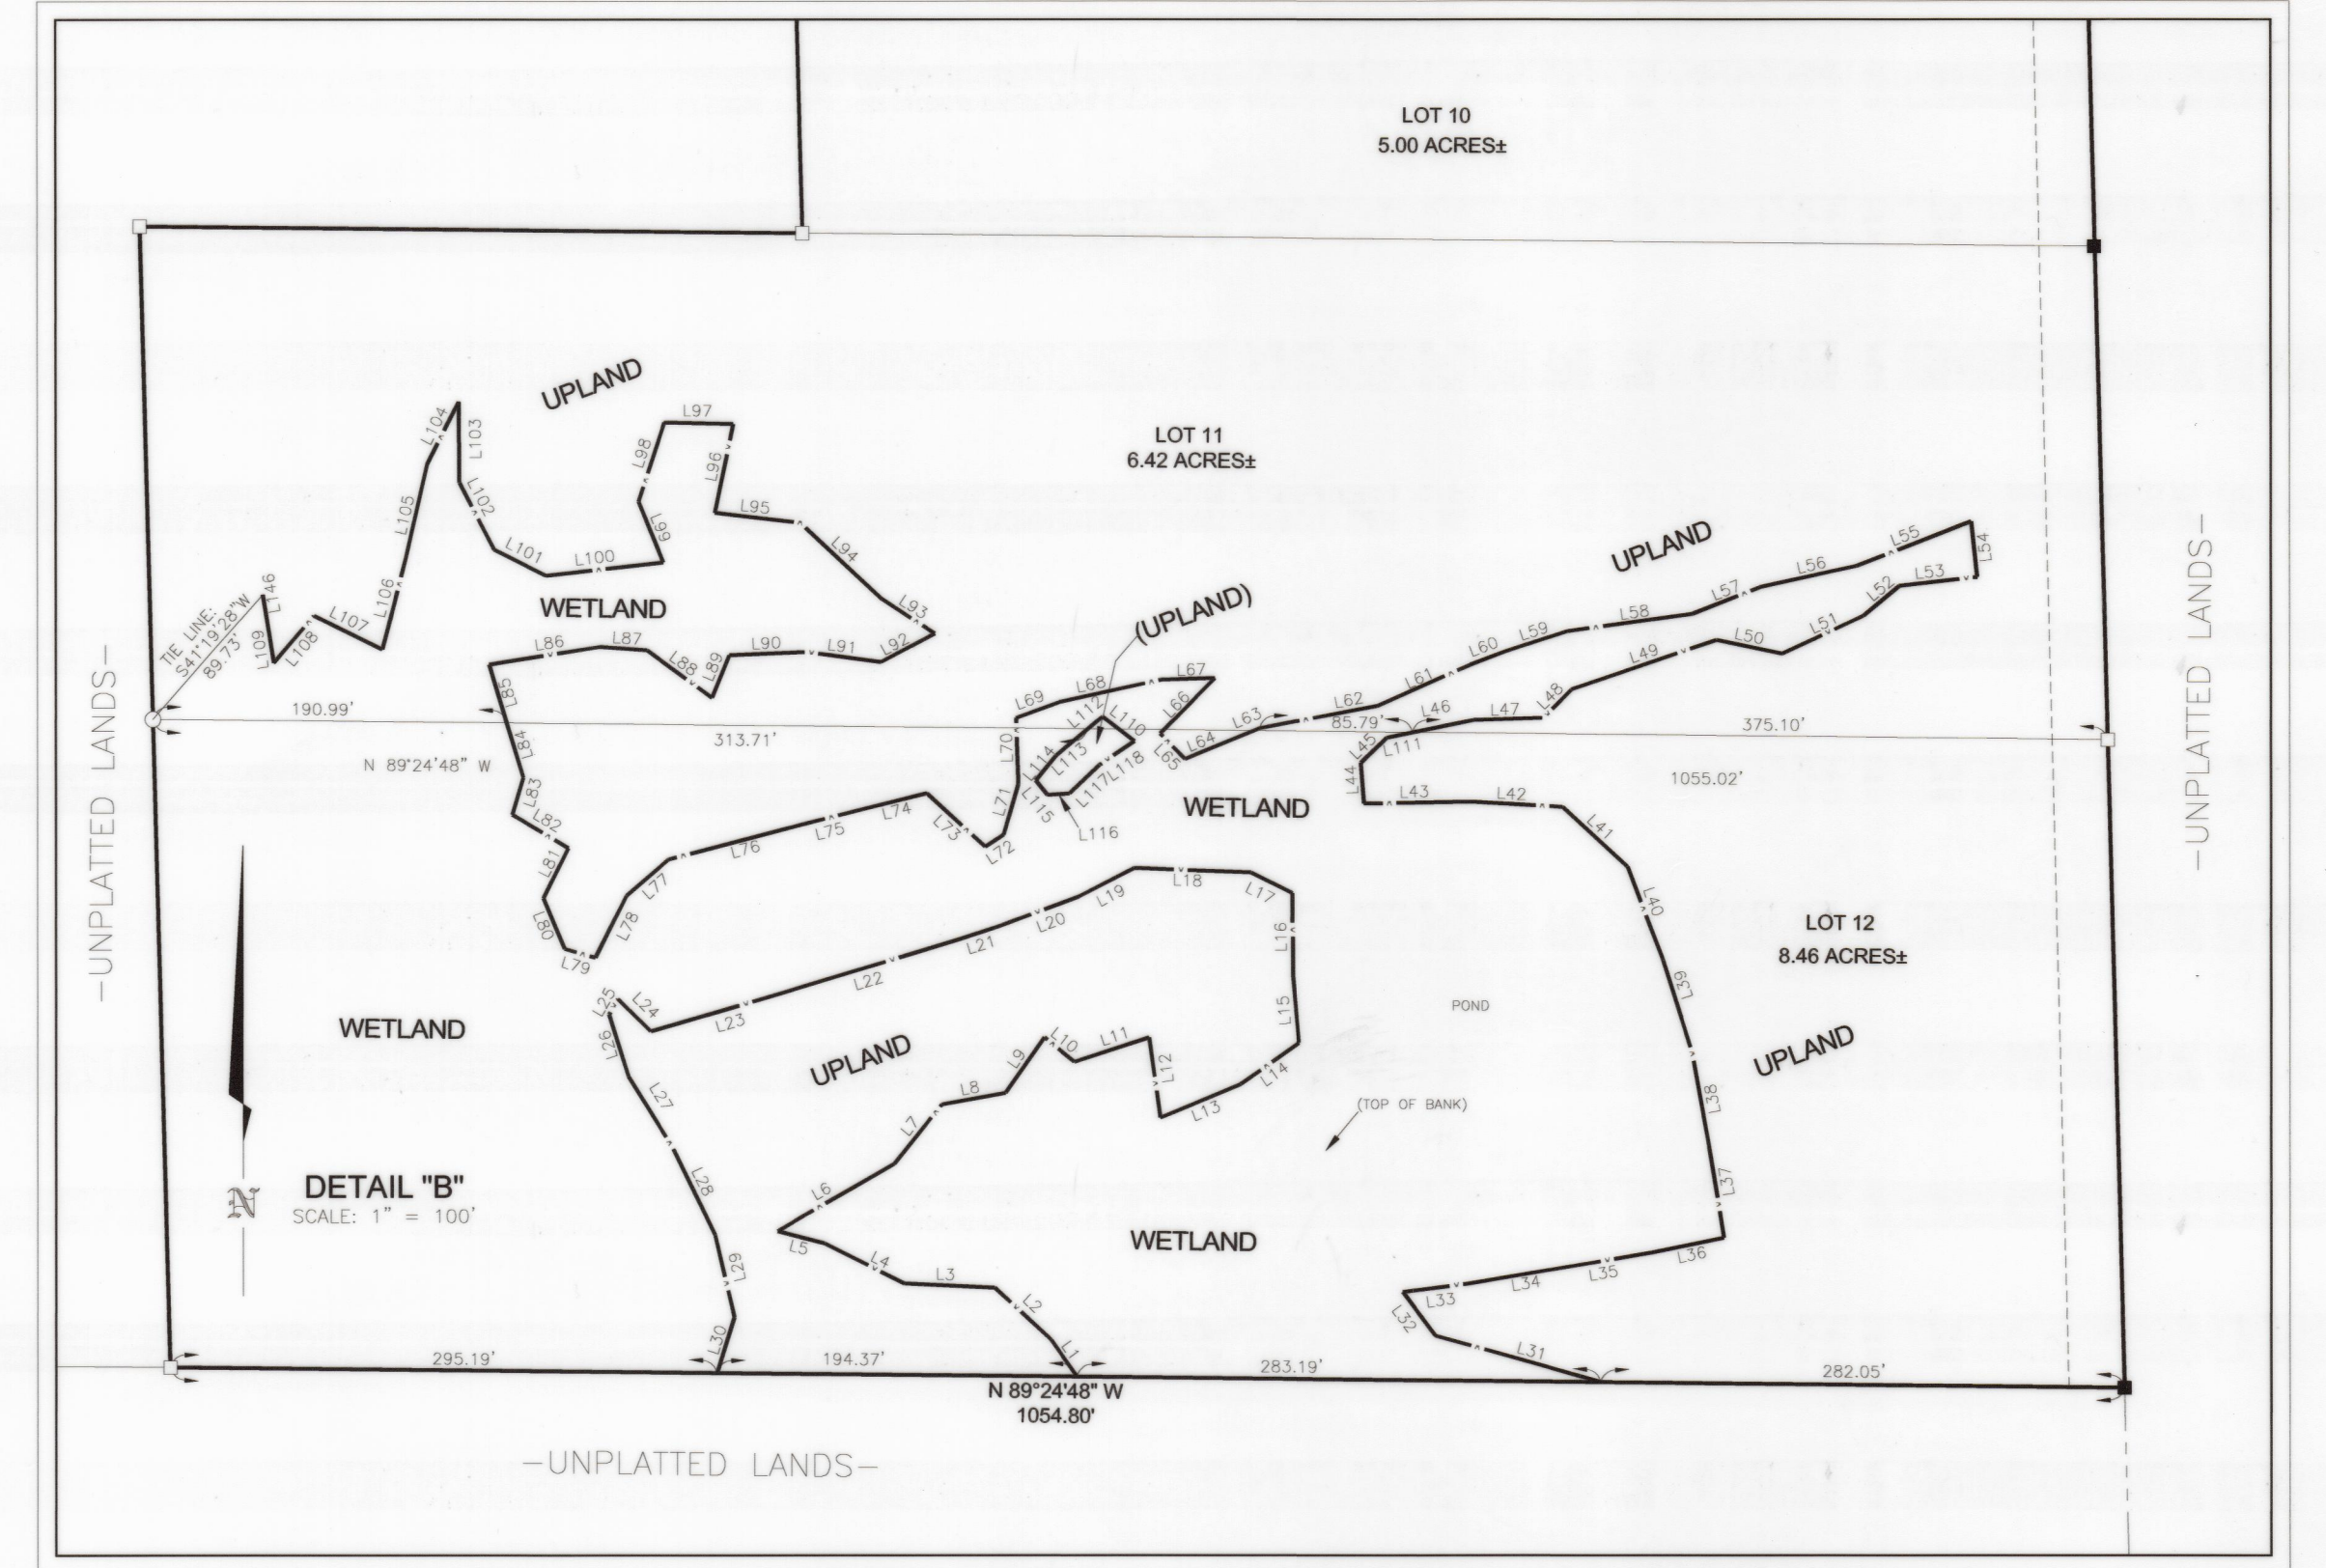 LOT 10
5.00 ACRES±
UPLAND
L97
L104
L103
L98
L96
LOT 11
6.42 ACRES±
L105
L102
L99
L95
L101
L100
L94
UPLAND
L55
L54
L56
L53
L52
L57
L51
L58
L59
L50
L60
L49
-UNPLATTED LANDS-
-UNPLATTED LANDS-
TIE LINE:
S41°19'28"W
89.73'
L146
L109
L108
L107
L106
WETLAND
L93
L86
L87
L88
L89
L90
L91
L92
(UPLAND)
L85
L69
L68
L67
L112
L110
L66
L61
L62
L63
L48
L47
L46
190.99'
313.71'
85.79'
375.10'
N 89°24'48" W
1055.02'
L84
L83
L82
L81
L80
L79
L78
L77
L76
L75
L74
L73
L72
L71
L70
L114
L113
L115
L117
L118
L116
L65
L64
L45
L111
L44
L43
L42
WETLAND
L41
L40
L39
L38
L37
LOT 12
8.46 ACRES±
UPLAND
POND
(TOP OF BANK)
L25
L24
L23
L22
L21
L20
L19
L18
L17
L16
L15
L14
L13
L12
L11
L10
L9
L8
L7
L6
L5
L4
L3
L2
L1
UPLAND
WETLAND
L26
L27
L28
L29
L30
N
DETAIL "B"
SCALE: 1" = 100'
WETLAND
L36
L35
L34
L33
L32
L31
295.19'
194.37'
283.19'
282.05'
N 89°24'48" W
1054.80'
-UNPLATTED LANDS-